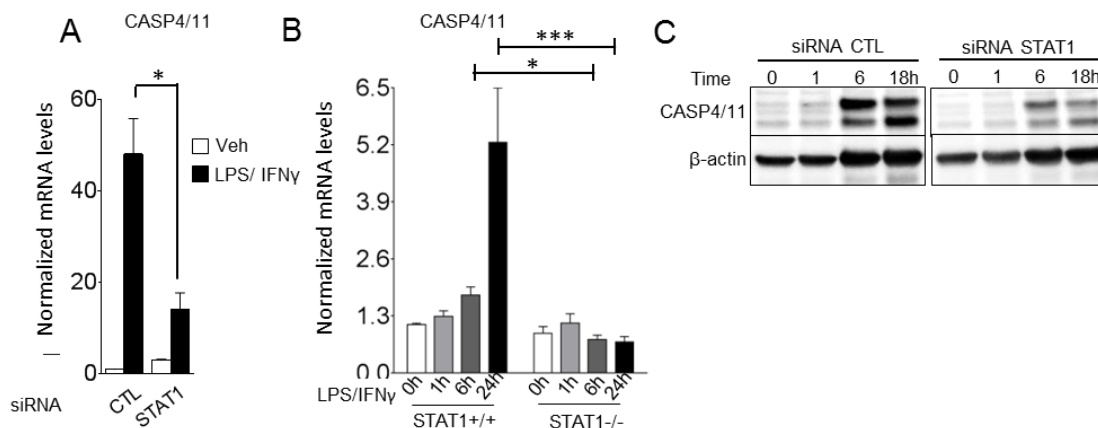 A
CASP4/11
*
60
40
20
0
Normalized mRNA levels
Veh
LPS/ IFNγ
siRNA
CTL
STAT1
B
CASP4/11
***
*
6.5
5.2
3.9
2.6
1.3
0.0
Normalized mRNA levels
LPS/IFNγ
0h 1h 6h 24h 0h 1h 6h 24h
STAT1+/+ STAT1-/-
C
siRNA CTL siRNA STAT1
Time 0 1 6 18h 0 1 6 18h
CASP4/11
β-actin